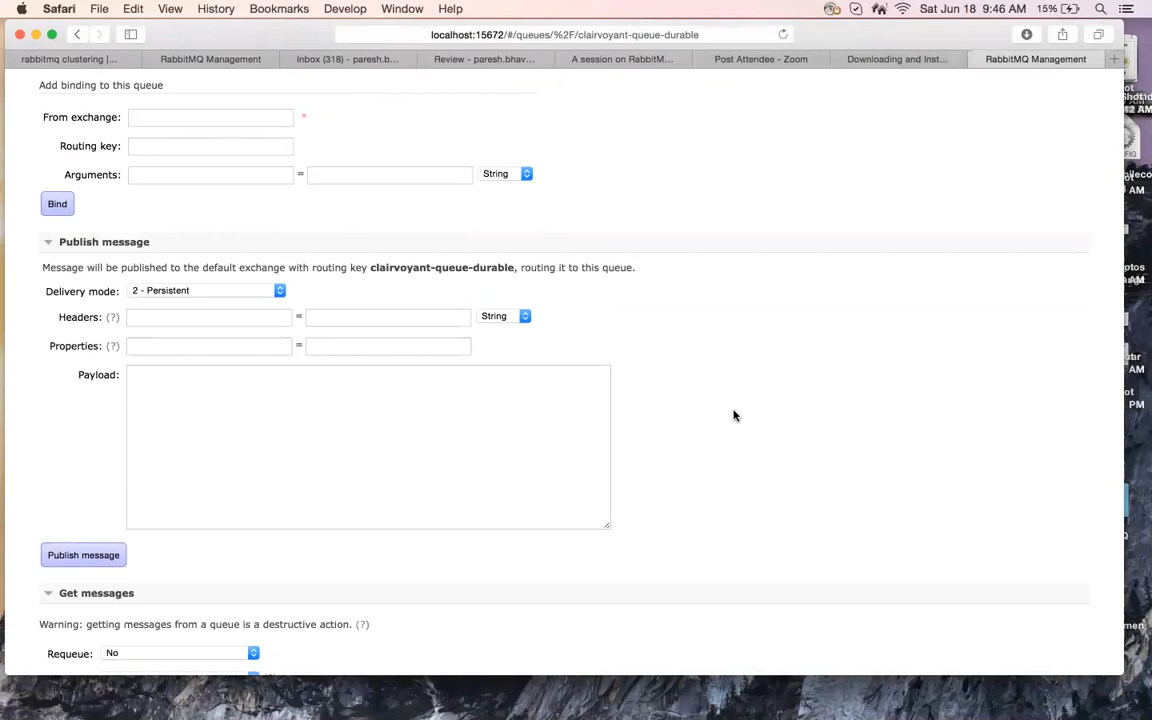 Safari File Edit View History Bookmarks Develop Window Help Sat Jun 18 9:46 AM 15%
localhost:15672/#/queues/%2F/clairvoyant-queue-durable
rabbitmq clustering |... RabbitMQ Management Inbox (318) - paresh.b... Review - paresh.bhav... A session on RabbitM... Post Attendee - Zoom Downloading and Inst... RabbitMQ Management +
Add binding to this queue
From exchange: *
Routing key:
Arguments: = String
Bind
Publish message
Message will be published to the default exchange with routing key clairvoyant-queue-durable, routing it to this queue.
Delivery mode: 2 - Persistent
Headers: (?) = String
Properties: (?) =
Payload:
Publish message
Get messages
Warning: getting messages from a queue is a destructive action. (?)
Requeue: No